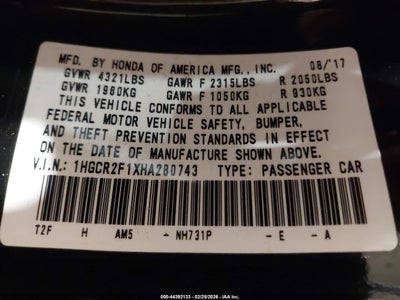 MFD. BY HONDA OF AMERICA MFG., INC. 08/'17
GVWR 4321LBS GAWR F 2315LBS R 2050LBS
GVWR 1960KG GAWR F 1050KG R 930KG
THIS VEHICLE CONFORMS TO ALL APPLICABLE
FEDERAL MOTOR VEHICLE SAFETY, BUMPER,
AND THEFT PREVENTION STANDARDS IN EFFECT
ON THE DATE OF MANUFACTURE SHOWN ABOVE.
V.I.N.: 1HGCR2F1XHA280743 TYPE: PASSENGER CAR
T2F H AM5 - NH731P - E - A
000-44392133 - 02/29/2026 - IAA Inc.